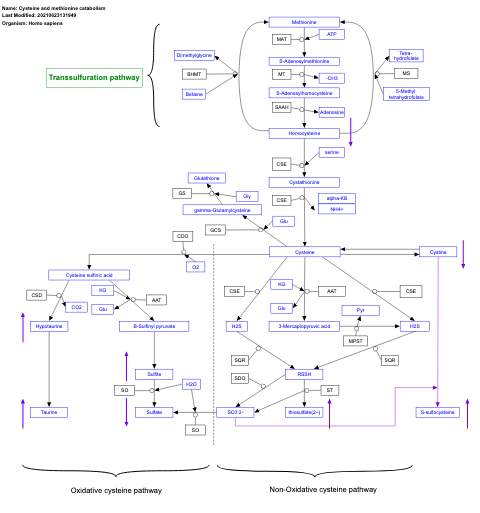 Name: Cysteine and methionine catabolism
Last Modified: 20210623131949
Organism: Homo sapiens
Methionine
MAT
ATP
Dimethylglycine
Tetra-
hydrofolate
S-Adenosylmethionine
Transsulfuration pathway
BHMT
MT
-CH3
MS
Betaine
S-Adenosylhomocysteine
5-Methyl
tetrahydrofolate
SAAH
Adenosine
Homocysteine
serine
CSE
Glutathione
Cystathionine
GS
Gly
CSE
alpha-KB
NH4+
gamma-Glutamylcysteine
Glu
GCS
CDO
Cysteine
Cystine
O2
Cysteine sulfinic acid
KG
CSD
AAT
CO2
Glu
KG
CSE
AAT
CSE
Glu
Pyr
Hypotaurine
B-Sulfinyl pyruvate
H2S
3-Mercaptopyruvic acid
H2S
MPST
SQR
SQR
Sulfite
RSSH
SDO
SO
H2O
ST
Taurine
Sulfate
SO3 2-
thiosulfate(2-)
S-sulfocysteine
SO
Oxidative cysteine pathway
Non-Oxidative cysteine pathway